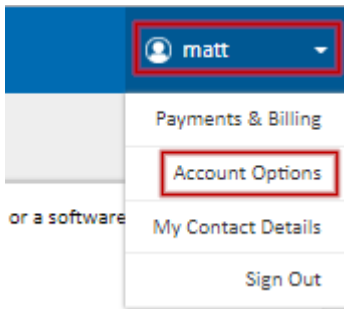 matt
Payments & Billing
Account Options
or a software
My Contact Details
Sign Out